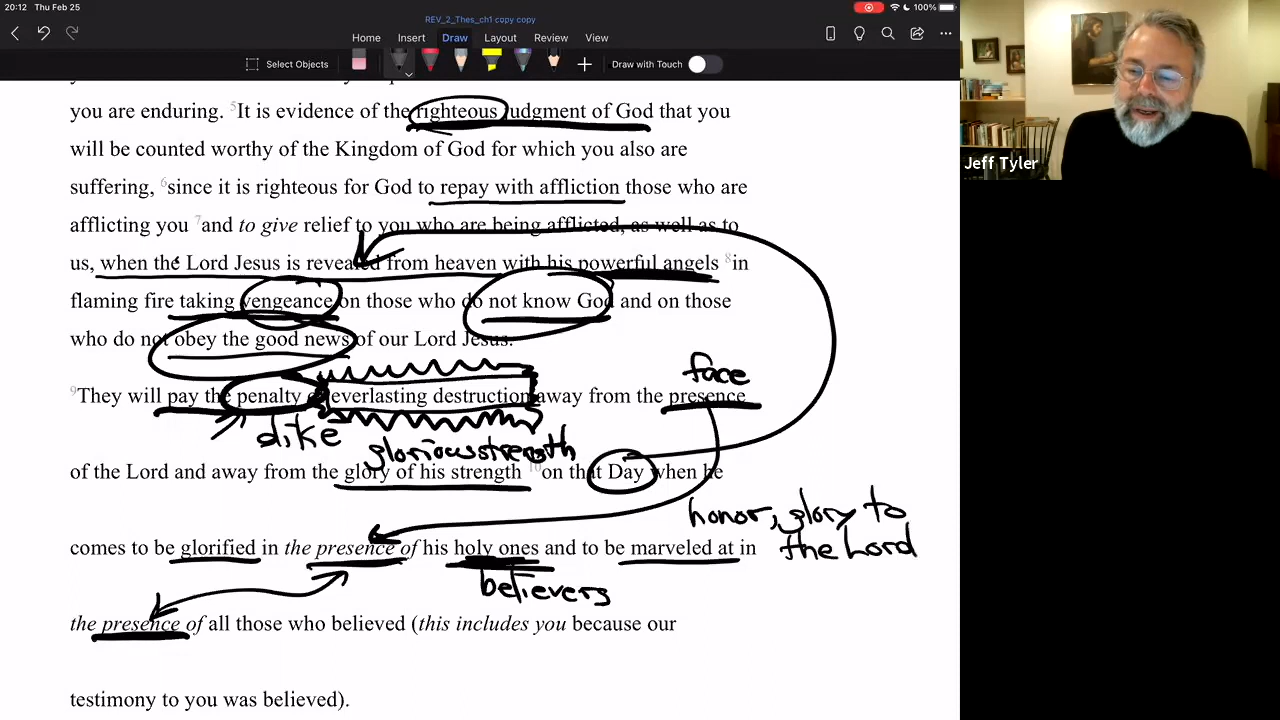 20:12 Thu Feb 25
100%
REV_2_Thes_ch1 copy copy
Home Insert Draw Layout Review View
Select Objects
Draw with Touch
you are enduring. 5It is evidence of the righteous judgment of God that you
will be counted worthy of the Kingdom of God for which you also are
suffering, 6since it is righteous for God to repay with affliction those who are
afflicting you 7and to give relief to you who are being afflicted, as well as to
us, when the Lord Jesus is revealed from heaven with his powerful angels 8in
flaming fire taking vengeance on those who do not know God and on those
who do not obey the good news of our Lord Jesus.
face
9They will pay the penalty of everlasting destruction away from the presence
dike
glorious strength
of the Lord and away from the glory of his strength 10on that Day when he
honor, glory to
the Lord
comes to be glorified in the presence of his holy ones and to be marveled at in
believers
the presence of all those who believed (this includes you because our
testimony to you was believed).
Jeff Tyler